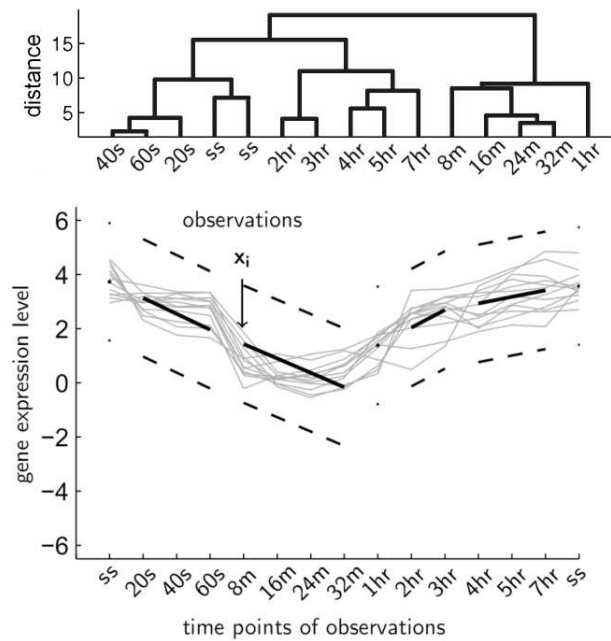 distance
15
10
5
40s 60s 20s ss ss 2hr 3hr 4hr 5hr 7hr 8m 16m 24m 32m 1hr
observations
xi
gene expression level
6
4
2
0
-2
-4
-6
ss 20s 40s 60s 8m 16m 24m 32m 1hr 2hr 3hr 4hr 5hr 7hr ss
time points of observations